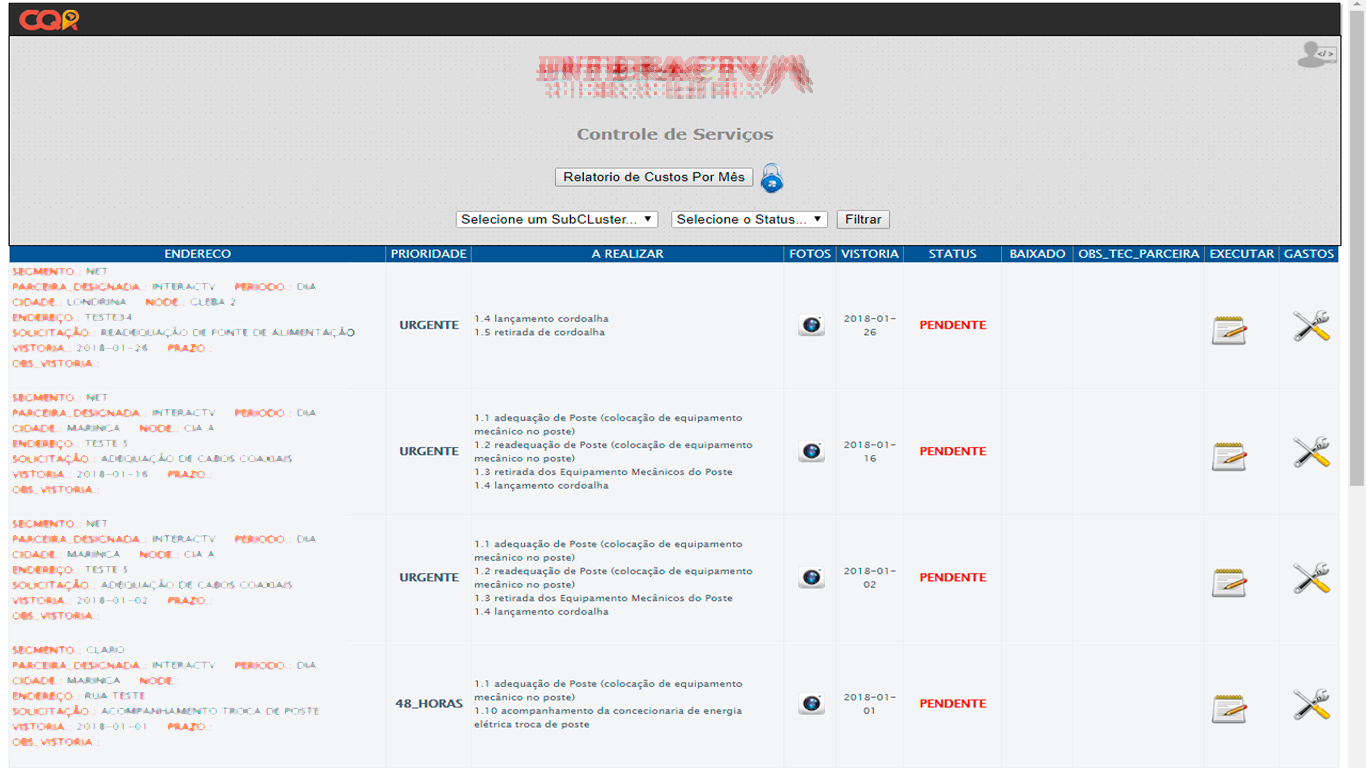 CQR
INTERACTV
Controle de Serviços
Relatorio de Custos Por Mês
Selecione um SubCLuster... Selecione o Status... Filtrar
ENDERECO PRIORIDADE A REALIZAR FOTOS VISTORIA STATUS BAIXADO OBS_TEC_PARCEIRA EXECUTAR GASTOS
SEGMENTO.: NET
PARCEIRA_DESIGNADA.: INTERACTV PERIODO.: DIA
CIDADE.: LONDRINA NODE.: GLEBA 2
ENDEREÇO.: TESTE34
SOLICITAÇÃO.: READEQUAÇÃO DE FONTE DE ALIMENTAÇÃO
VISTORIA.: 2018-01-26 PRAZO.:
OBS_VISTORIA.:
URGENTE
1.4 lançamento cordoalha
1.5 retirada de cordoalha
2018-01-
26
PENDENTE
SEGMENTO.: NET
PARCEIRA_DESIGNADA.: INTERACTV PERIODO.: DIA
CIDADE.: MARINGA NODE.: CIA A
ENDEREÇO.: TESTE 5
SOLICITAÇÃO.: ADEQUAÇÃO DE CABOS COAXIAIS
VISTORIA.: 2018-01-16 PRAZO.:
OBS_VISTORIA.:
URGENTE
1.1 adequação de Poste (colocação de equipamento
mecânico no poste)
1.2 readequação de Poste (colocação de equipamento
mecânico no poste)
1.3 retirada dos Equipamento Mecânicos do Poste
1.4 lançamento cordoalha
2018-01-
16
PENDENTE
SEGMENTO.: NET
PARCEIRA_DESIGNADA.: INTERACTV PERIODO.: DIA
CIDADE.: MARINGA NODE.: CIA A
ENDEREÇO.: TESTE 5
SOLICITAÇÃO.: ADEQUAÇÃO DE CABOS COAXIAIS
VISTORIA.: 2018-01-02 PRAZO.:
OBS_VISTORIA.:
URGENTE
1.1 adequação de Poste (colocação de equipamento
mecânico no poste)
1.2 readequação de Poste (colocação de equipamento
mecânico no poste)
1.3 retirada dos Equipamento Mecânicos do Poste
1.4 lançamento cordoalha
2018-01-
02
PENDENTE
SEGMENTO.: CLARO
PARCEIRA_DESIGNADA.: INTERACTV PERIODO.: DIA
CIDADE.: MARINGA NODE.:
ENDEREÇO.: RUA TESTE
SOLICITAÇÃO.: ACOMPANHAMENTO TROCA DE POSTE
VISTORIA.: 2018-01-01 PRAZO.:
OBS_VISTORIA.:
48_HORAS
1.1 adequação de Poste (colocação de equipamento
mecânico no poste)
1.10 acompanhamento da concecionaria de energia
elétrica troca de poste
2018-01-
01
PENDENTE